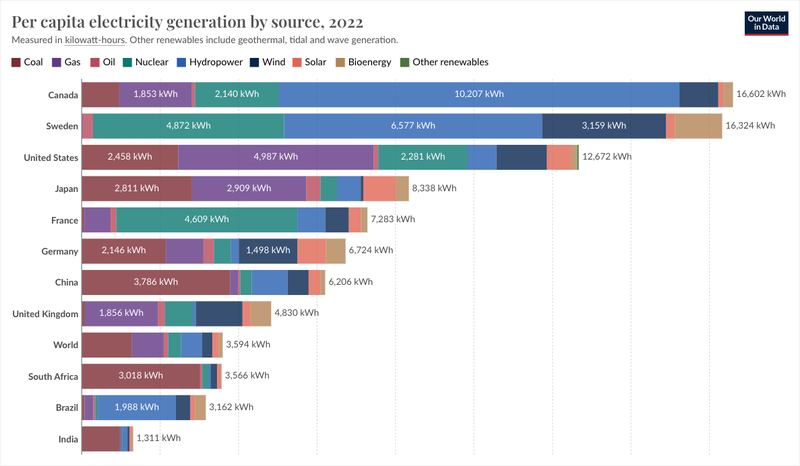 Per capita electricity generation by source, 2022
Our World
in Data
Measured in kilowatt-hours. Other renewables include geothermal, tidal and wave generation.
Coal Gas Oil Nuclear Hydropower Wind Solar Bioenergy Other renewables
Canada 1,853 kWh 2,140 kWh 10,207 kWh 16,602 kWh
Sweden 4,872 kWh 6,577 kWh 3,159 kWh 16,324 kWh
United States 2,458 kWh 4,987 kWh 2,281 kWh 12,672 kWh
Japan 2,811 kWh 2,909 kWh 8,338 kWh
France 4,609 kWh 7,283 kWh
Germany 2,146 kWh 1,498 kWh 6,724 kWh
China 3,786 kWh 6,206 kWh
United Kingdom 1,856 kWh 4,830 kWh
World 3,594 kWh
South Africa 3,018 kWh 3,566 kWh
Brazil 1,988 kWh 3,162 kWh
India 1,311 kWh